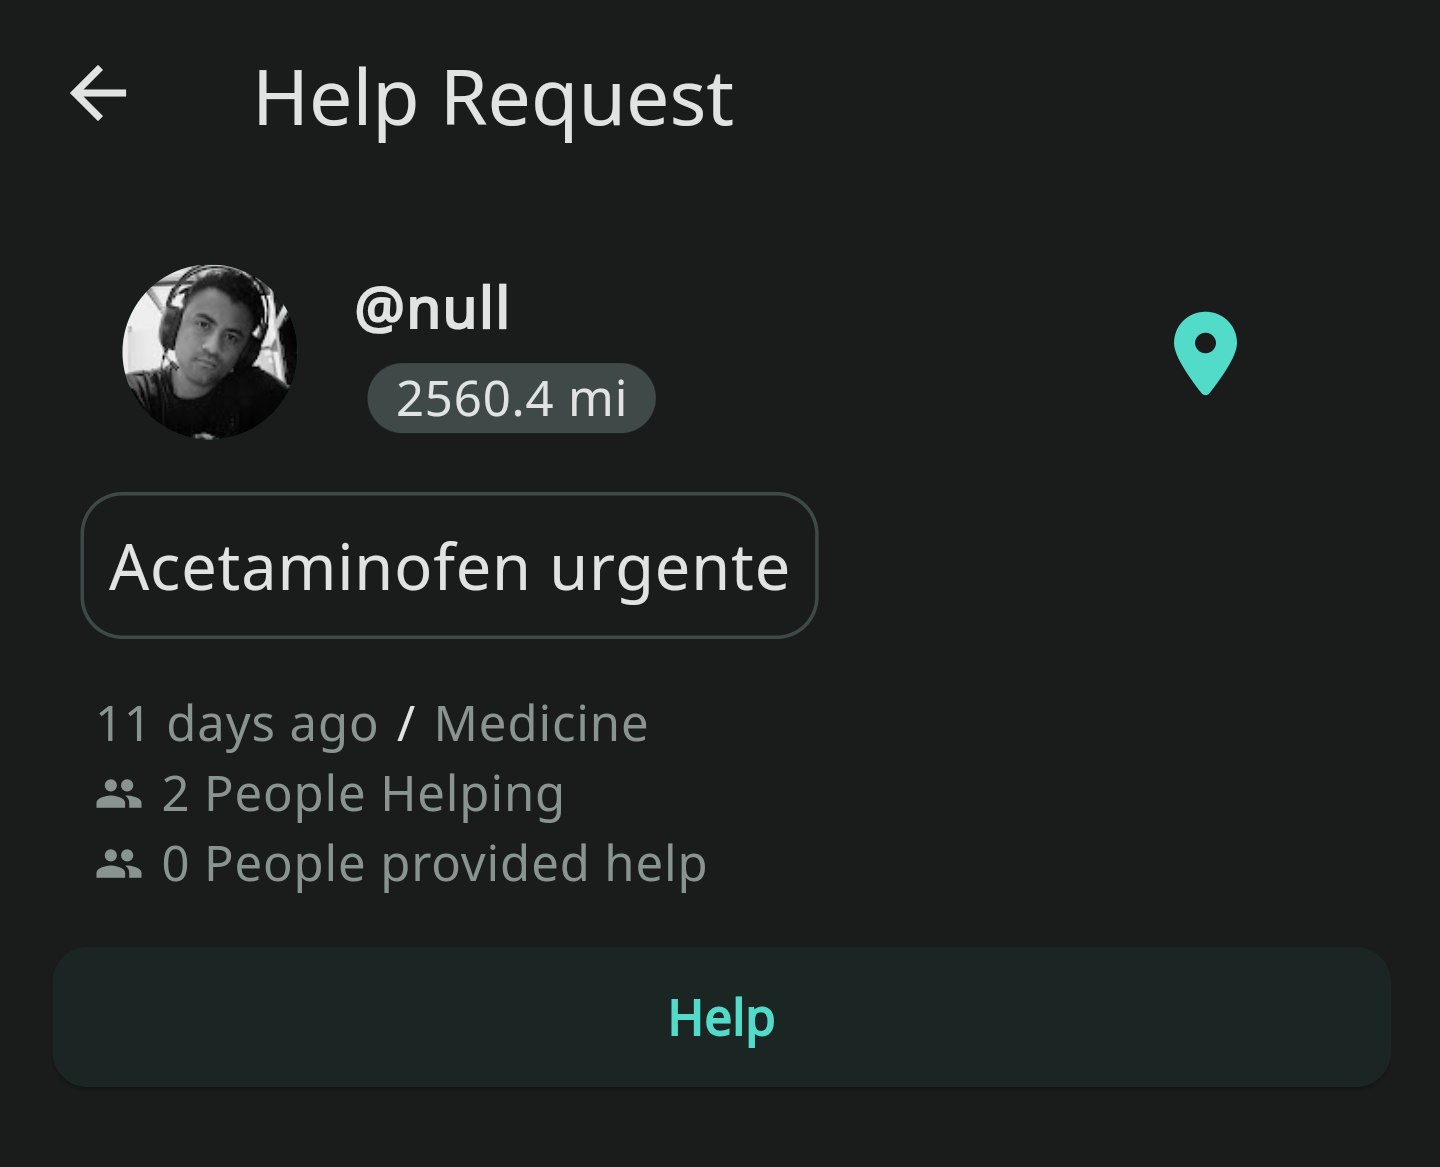 Help Request
@null
2560.4 mi
Acetaminofen urgente
11 days ago / Medicine
2 People Helping
0 People provided help
Help